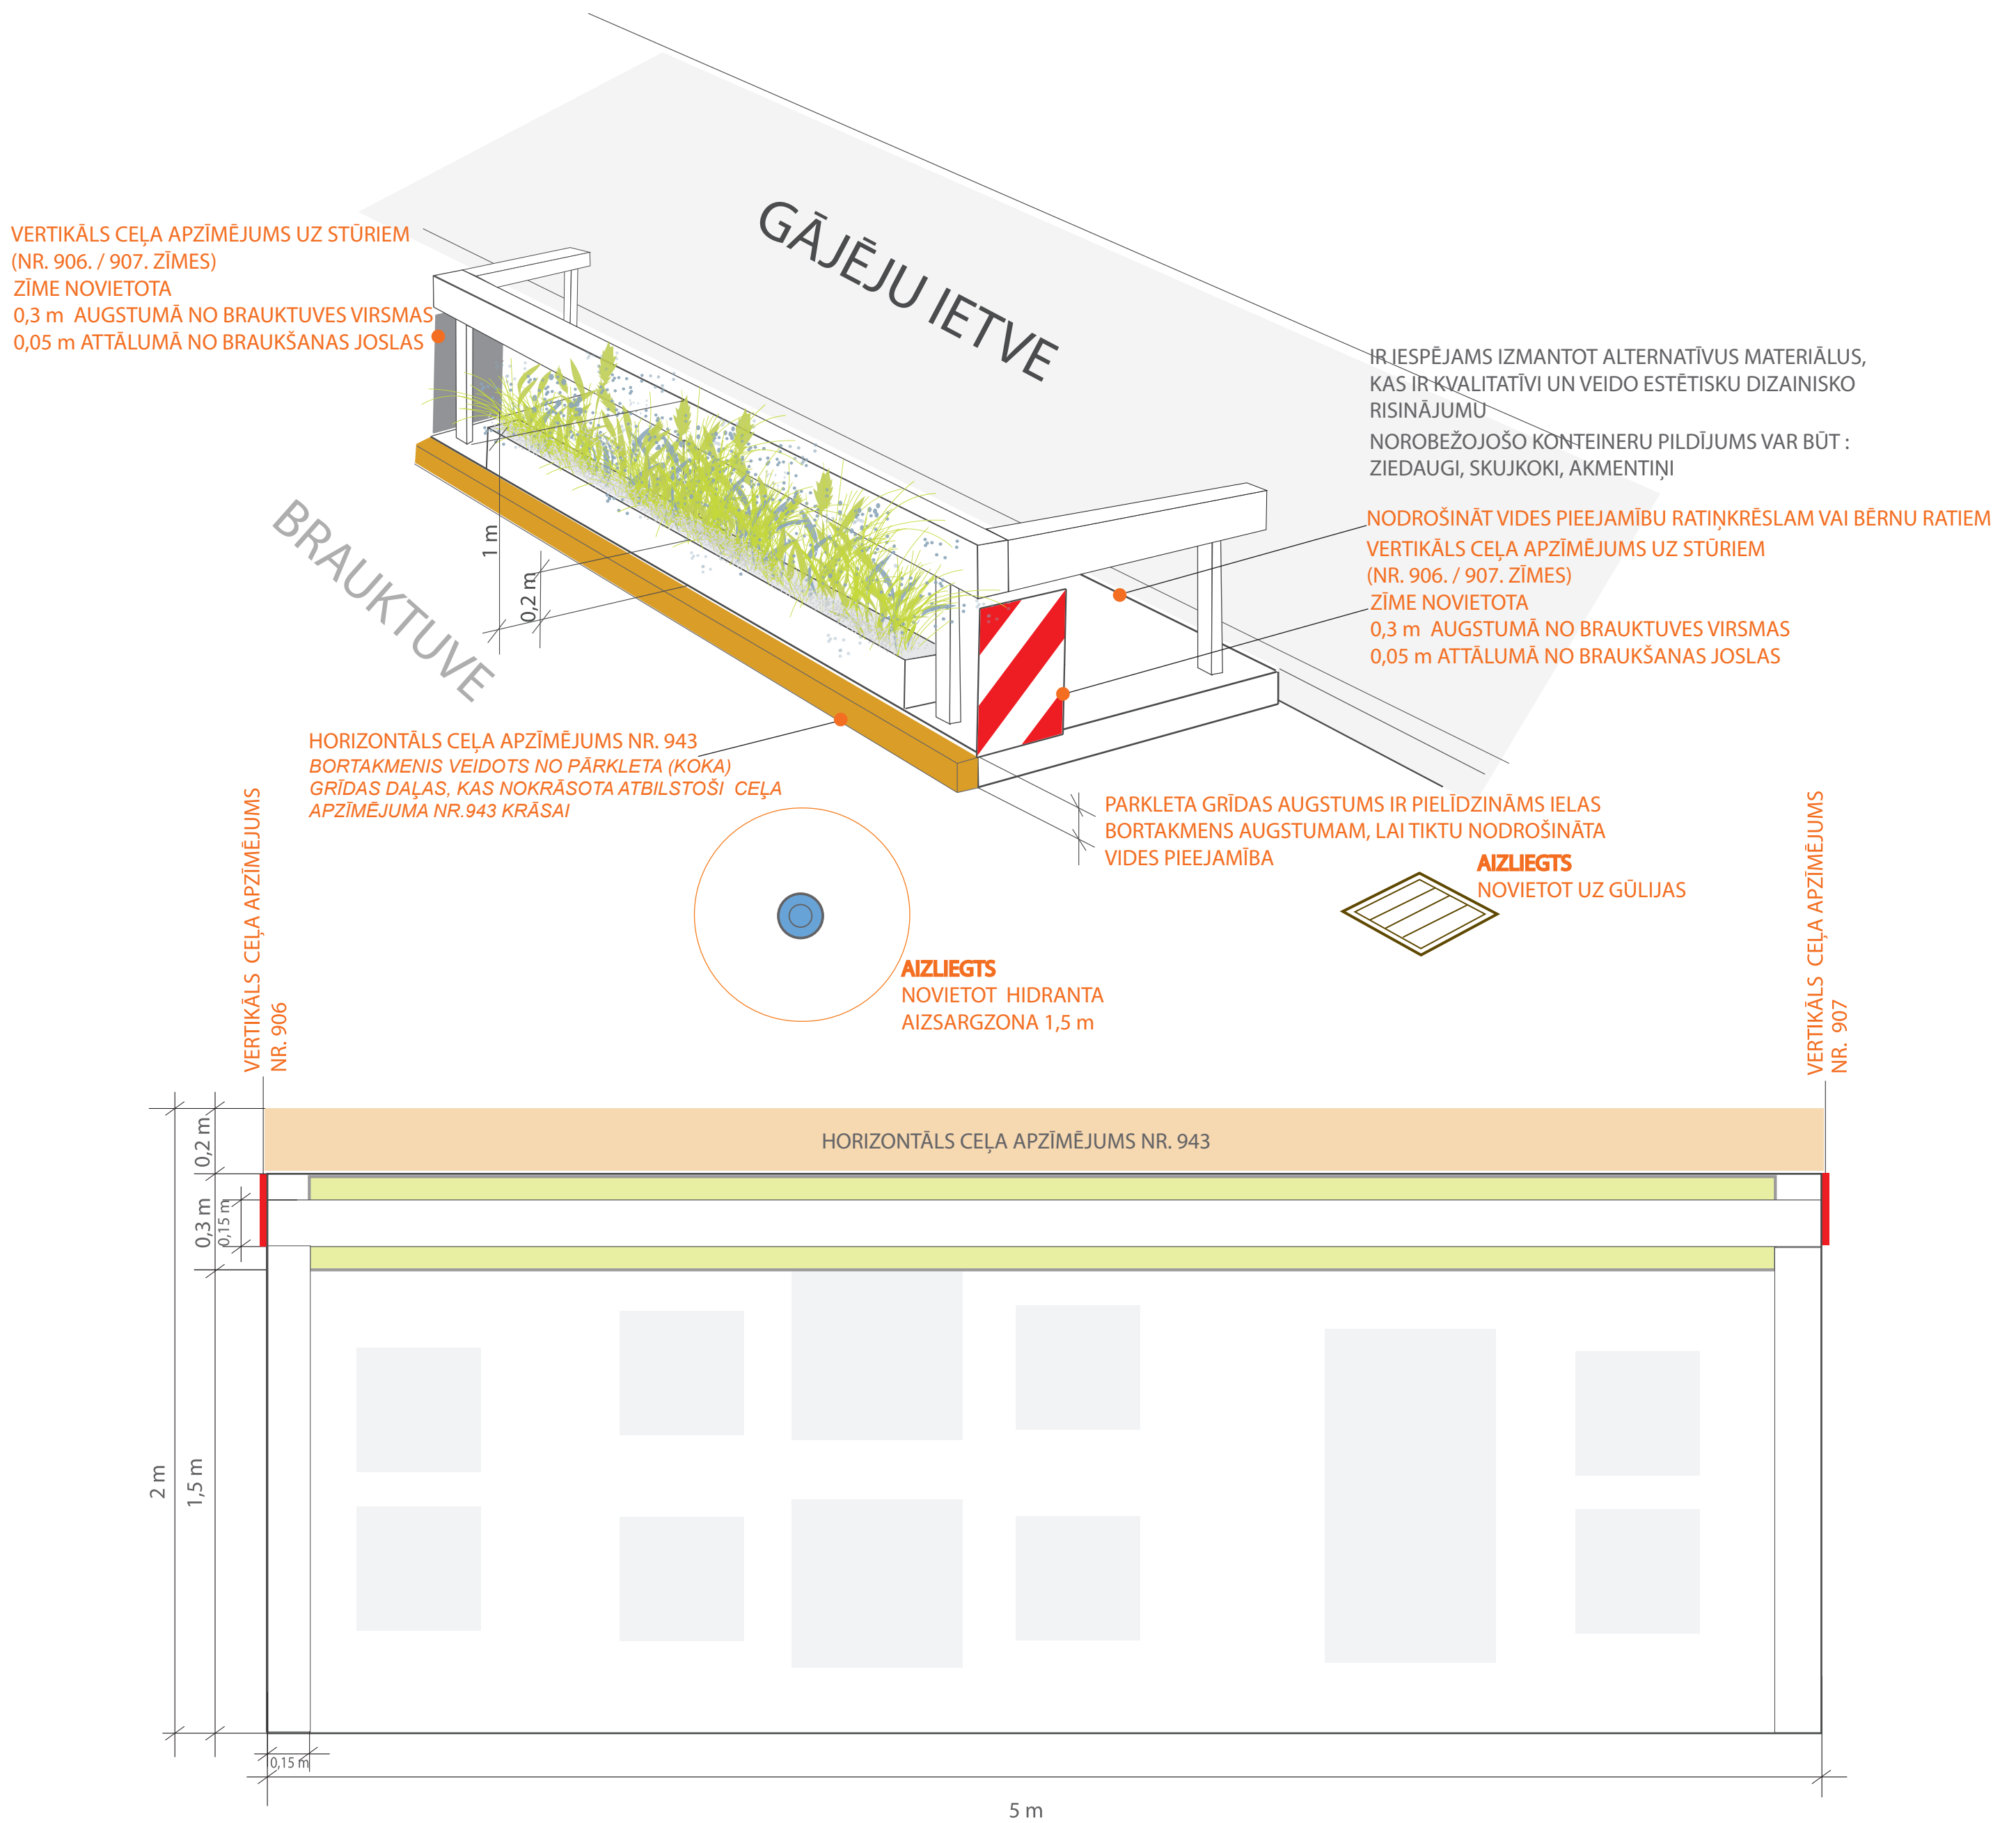 GĀJĒJU IETVE
VERTIKĀLS CEĻA APZĪMĒJUMS UZ STŪRIEM
(NR. 906. / 907. ZĪMES)
ZĪME NOVIETOTA
0,3 m AUGSTUMĀ NO BRAUKTUVES VIRSMAS
0,05 m ATTĀLUMĀ NO BRAUKŠANAS JOSLAS
IR IESPĒJAMS IZMANTOT ALTERNATĪVUS MATERIĀLUS,
KAS IR KVALITATĪVI UN VEIDO ESTĒTISKU DIZAINISKO
RISINĀJUMU
NOROBEŽOJOŠO KONTEINERU PILDĪJUMS VAR BŪT :
ZIEDAUGI, SKUJKOKI, AKMENTIŅI
NODROŠINĀT VIDES PIEEJAMĪBU RATIŅKRĒSLAM VAI BĒRNU RATIEM
VERTIKĀLS CEĻA APZĪMĒJUMS UZ STŪRIEM
(NR. 906. / 907. ZĪMES)
ZĪME NOVIETOTA
0,3 m AUGSTUMĀ NO BRAUKTUVES VIRSMAS
0,05 m ATTĀLUMĀ NO BRAUKŠANAS JOSLAS
BRAUKTUVE
1 m
0,2 m
HORIZONTĀLS CEĻA APZĪMĒJUMS NR. 943
BORTAKMENIS VEIDOTS NO PĀRKLETA (KOKA)
GRĪDAS DAĻAS, KAS NOKRĀSOTA ATBILSTOŠI CEĻA
APZĪMĒJUMA NR.943 KRĀSAI
PARKLETA GRĪDAS AUGSTUMS IR PIELĪDZINĀMS IELAS
BORTAKMENS AUGSTUMAM, LAI TIKTU NODROŠINĀTA
VIDES PIEEJAMĪBA
AIZLIEGTS
NOVIETOT UZ GŪLIJAS
AIZLIEGTS
NOVIETOT HIDRANTA
AIZSARGZONA 1,5 m
VERTIKĀLS CEĻA APZĪMĒJUMS
NR. 906
VERTIKĀLS CEĻA APZĪMĒJUMS
NR. 907
HORIZONTĀLS CEĻA APZĪMĒJUMS NR. 943
0,2 m
0,3 m
0,15 m
2 m
1,5 m
0,15 m
5 m